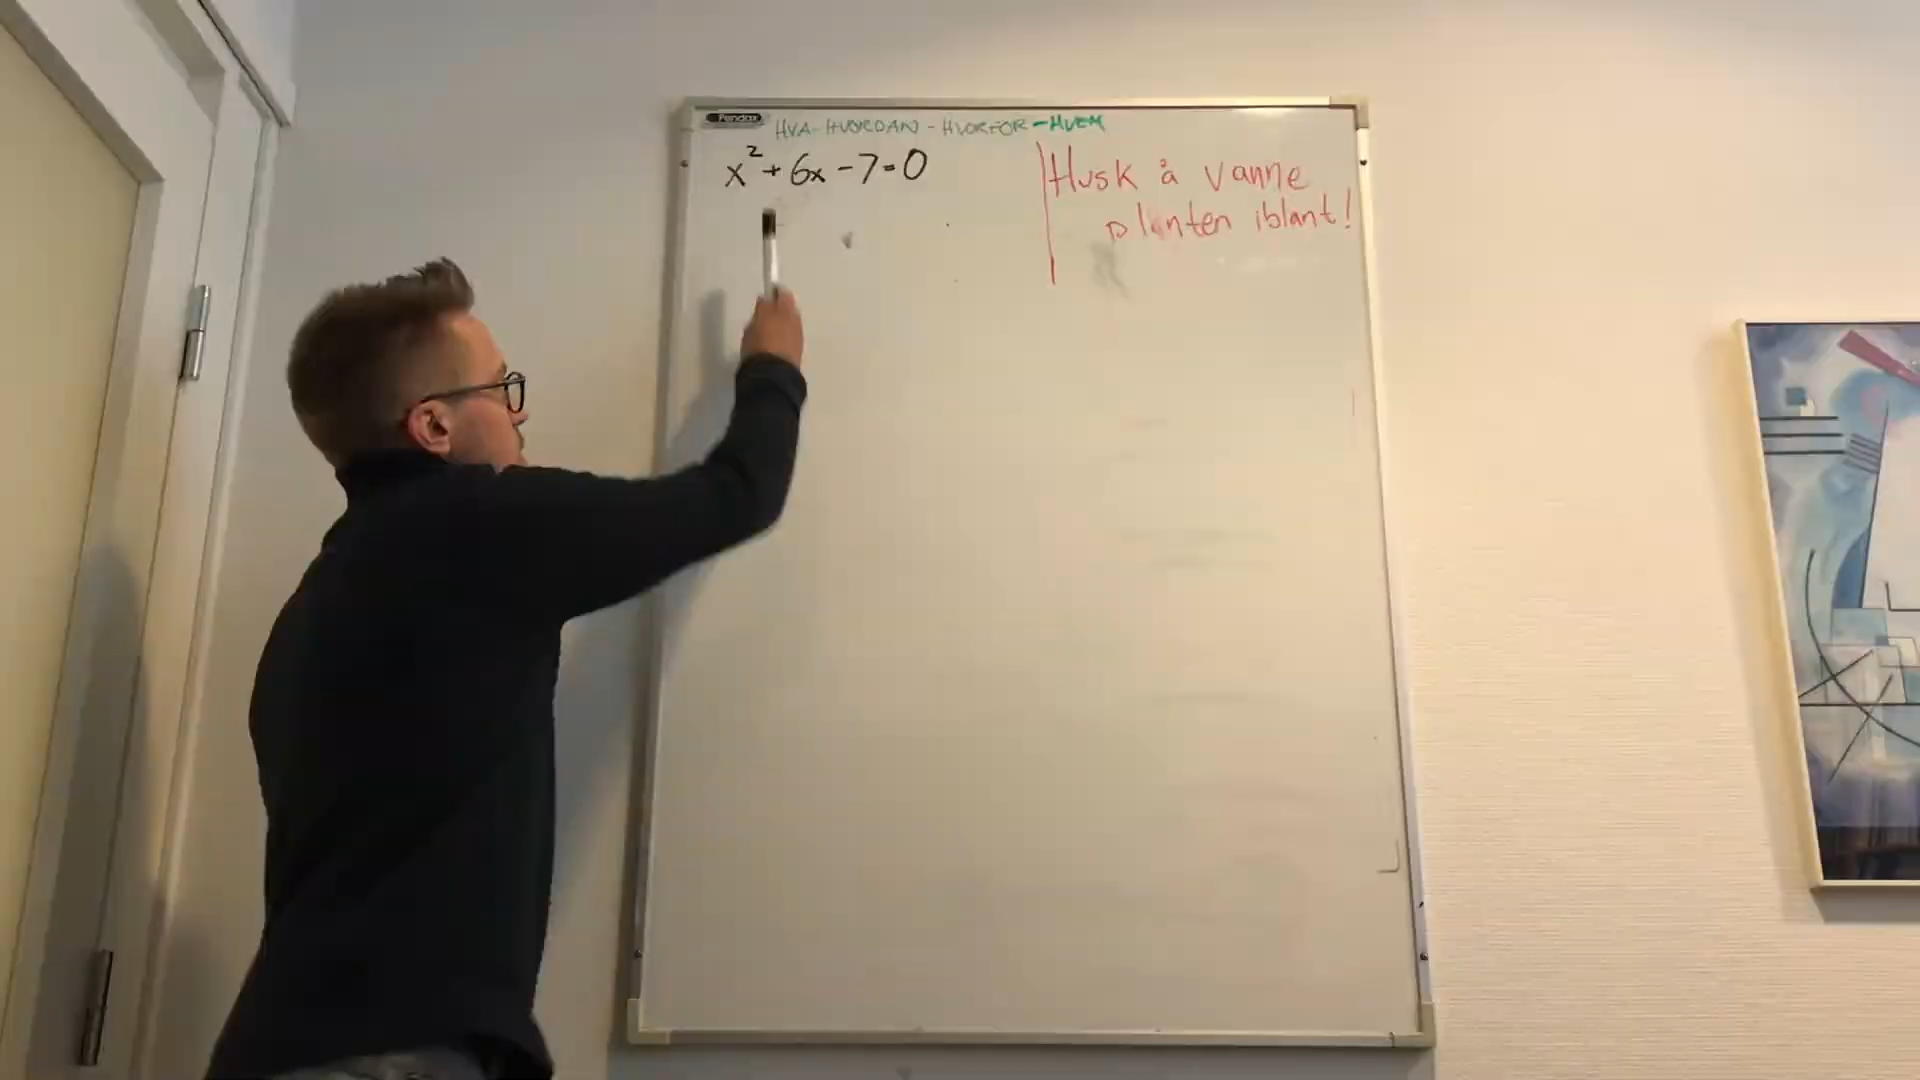 Pendax
HVA-HVORDAN-HVORFOR-HVEM
x²+6x-7=0
Husk å vanne
planten iblant!